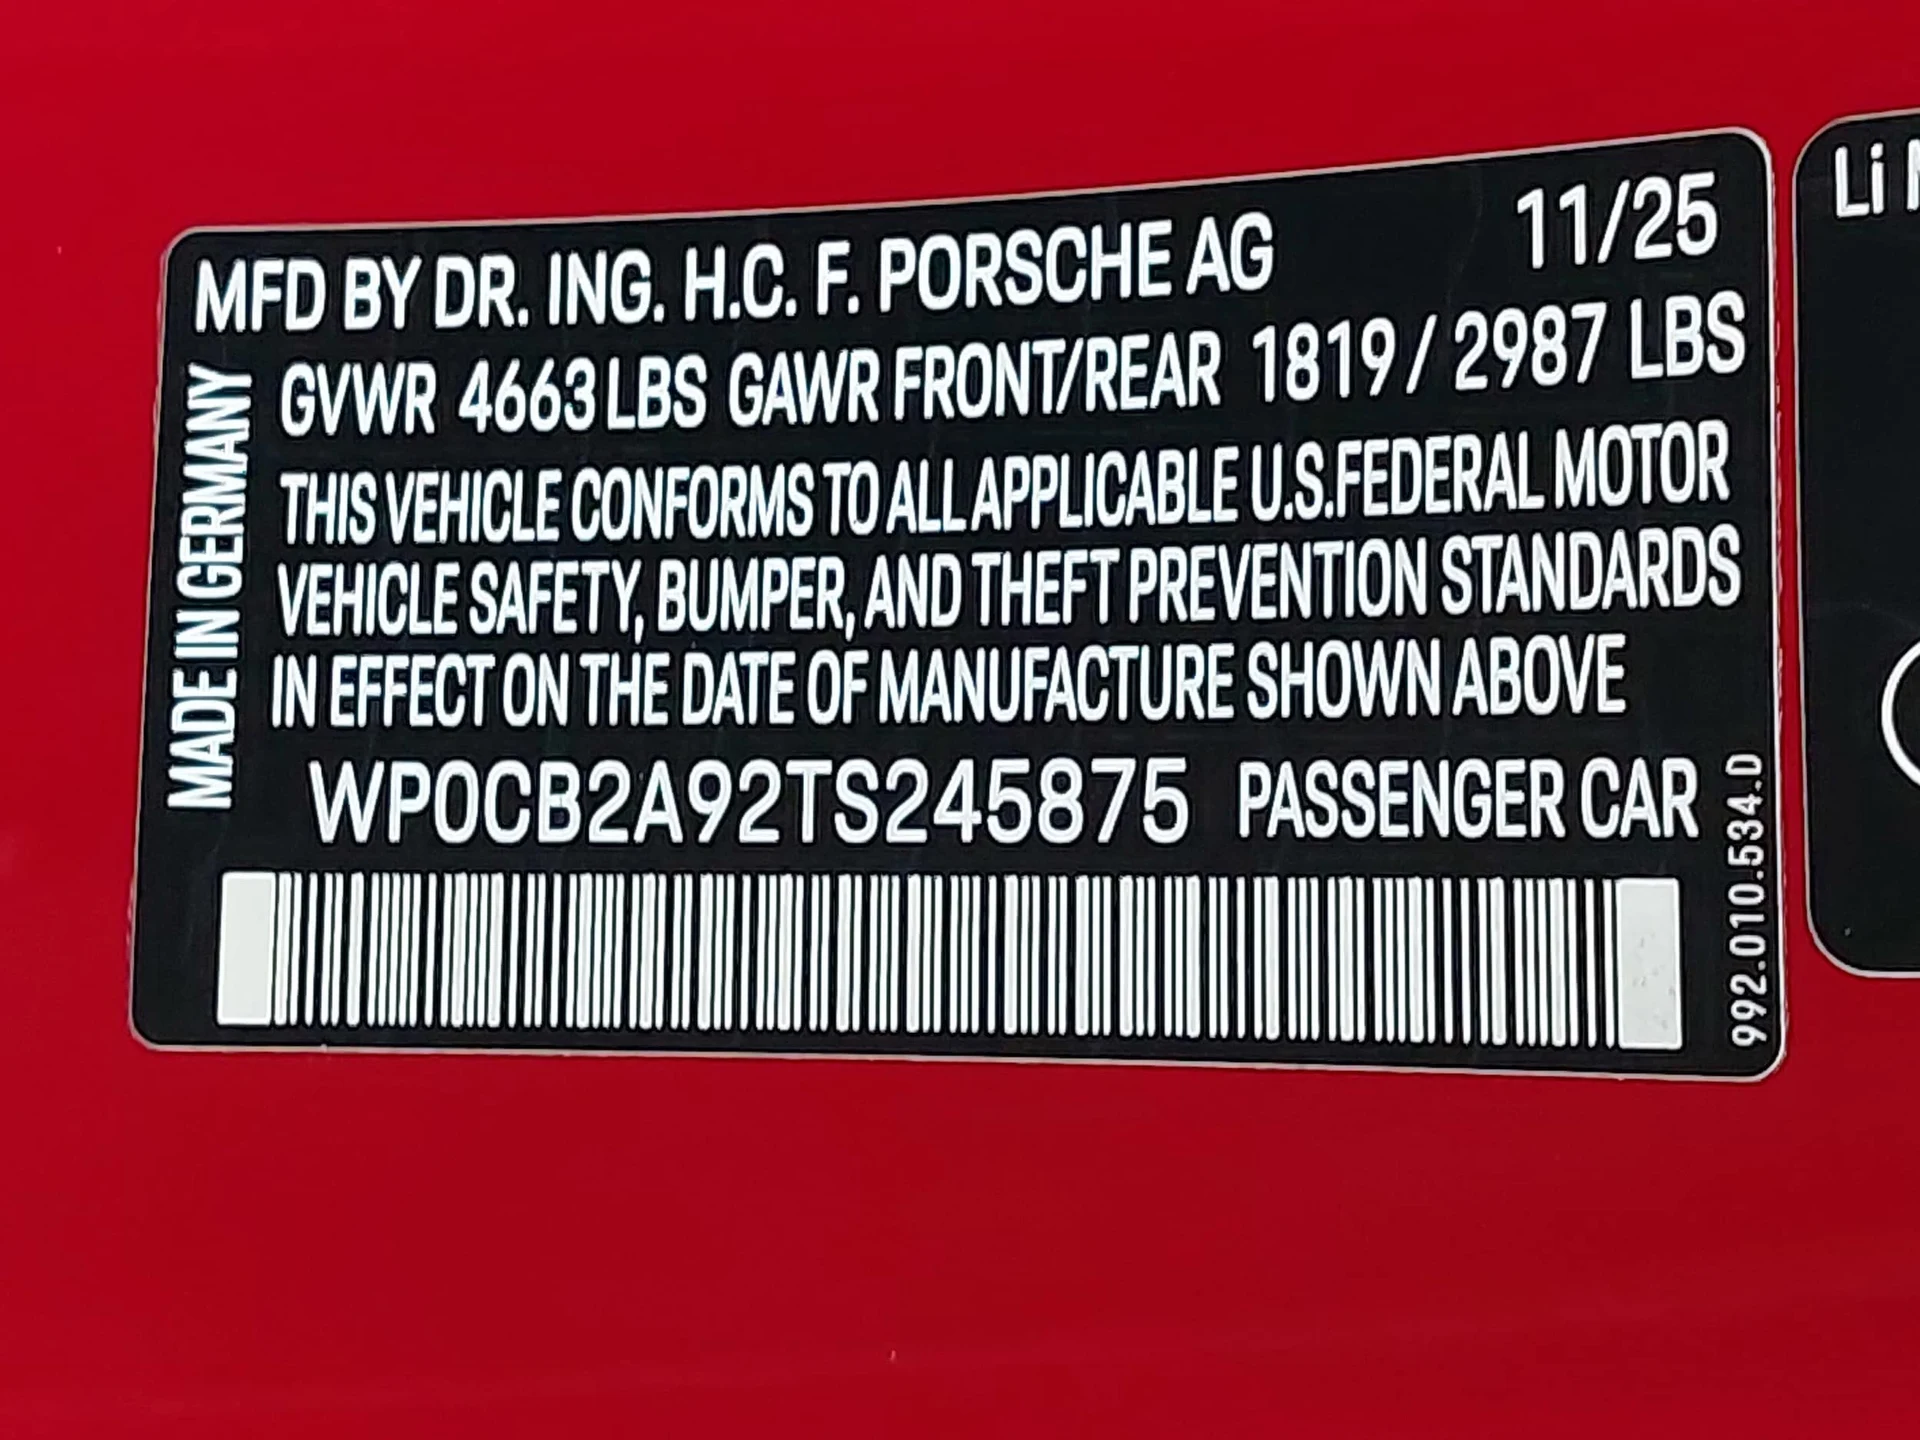 MFD BY DR. ING. H.C. F. PORSCHE AG 11/25
GVWR 4663 LBS GAWR FRONT/REAR 1819 / 2987 LBS
THIS VEHICLE CONFORMS TO ALL APPLICABLE U.S.FEDERAL MOTOR
VEHICLE SAFETY, BUMPER, AND THEFT PREVENTION STANDARDS
IN EFFECT ON THE DATE OF MANUFACTURE SHOWN ABOVE
WP0CB2A92TS245875 PASSENGER CAR
MADE IN GERMANY
992.010.534.D
Li